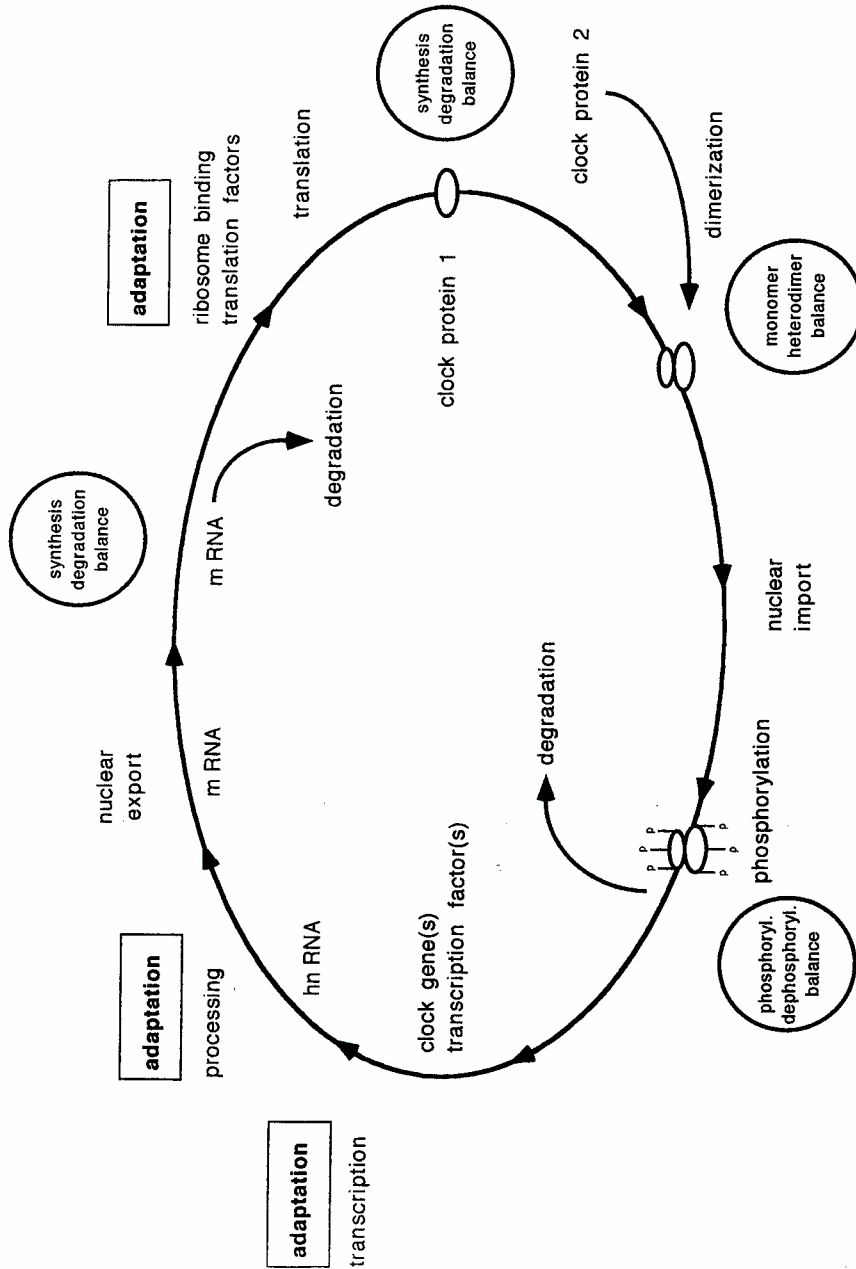 adaptation
transcription
adaptation
processing
hn RNA
nuclear
export
m RNA
synthesis
degradation
balance
m RNA
degradation
adaptation
ribosome binding
translation factors
translation
synthesis
degradation
balance
clock protein 1
clock protein 2
dimerization
monomer
heterodimer
balance
nuclear
import
phosphorylation
P
P
P
P
P
P
phosphoryl.
dephosphoryl.
balance
degradation
clock gene(s)
transcription factor(s)